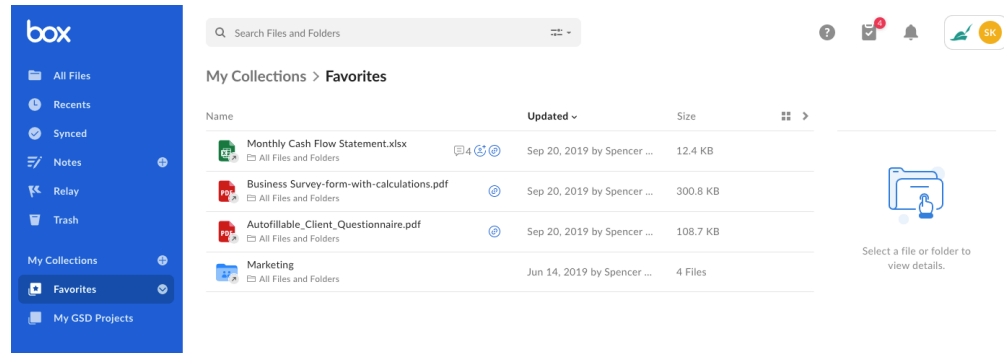 box
Search Files and Folders
4
SK
All Files
Recents
Synced
Notes
Relay
Trash
My Collections
Favorites
My GSD Projects
My Collections > Favorites
Name Updated Size
Monthly Cash Flow Statement.xlsx 4 Sep 20, 2019 by Spencer ... 12.4 KB
All Files and Folders
Business Survey-form-with-calculations.pdf Sep 20, 2019 by Spencer ... 300.8 KB
All Files and Folders
PDF
Autofillable_Client_Questionnaire.pdf Sep 20, 2019 by Spencer ... 108.7 KB
All Files and Folders
PDF
Marketing Jun 14, 2019 by Spencer ... 4 Files
All Files and Folders
Select a file or folder to
view details.